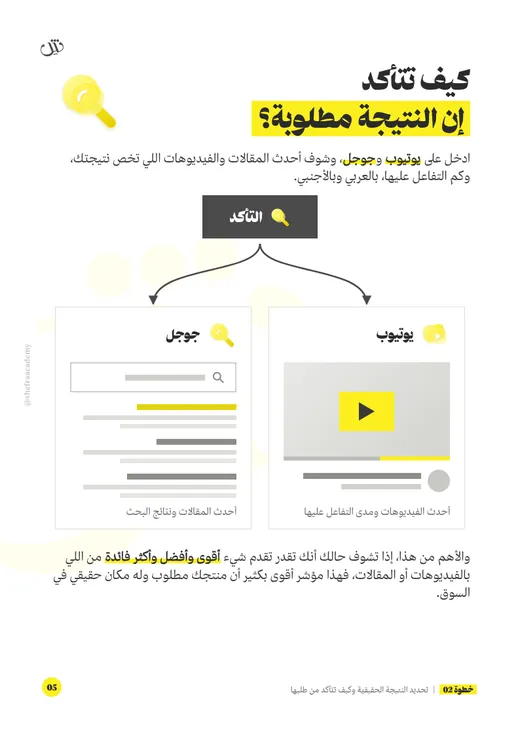 كيف تتأكد
إن النتيجة مطلوبة؟
ادخل على يوتيوب وجوجل، وشوف أحدث المقالات والفيديوهات اللي تخص نتيجتك،
وكم التفاعل عليها، بالعربي وبالأجنبي.
التأكد
يوتيوب
أحدث الفيديوهات ومدى التفاعل عليها
جوجل
أحدث المقالات ونتائج البحث
والأهم من هذا، إذا تشوف حالك أنك تقدر تقدم شيء أقوى وأفضل وأكثر فائدة من اللي
بالفيديوهات أو المقالات، فهذا مؤشر أقوى بكثير أن منتجك مطلوب وله مكان حقيقي في
السوق.
خطوة 02 | تحديد النتيجة الحقيقية وكيف تتأكد من طلبها
05